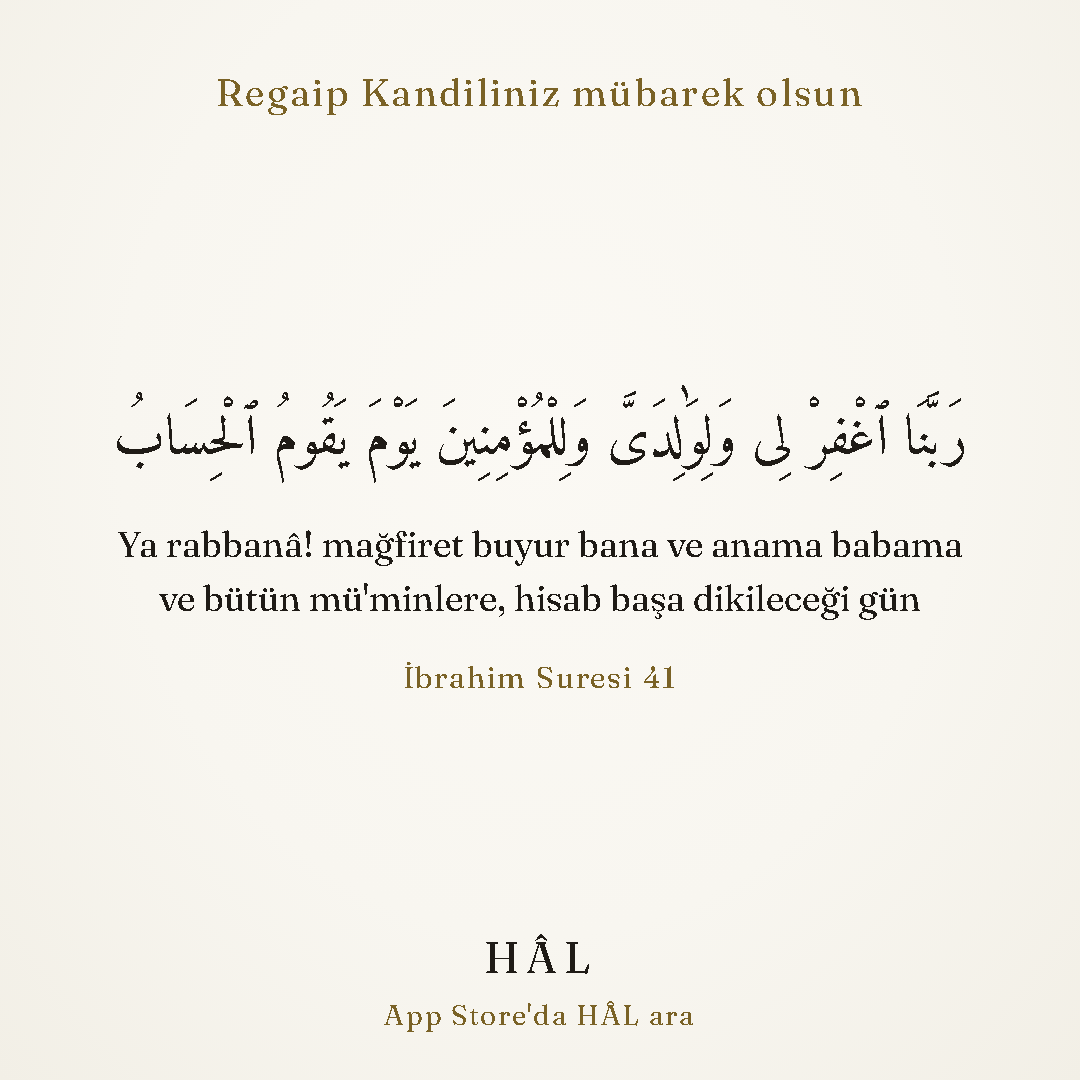 Regaip Kandiliniz mübarek olsun
رَبَّنَا ٱغْفِرْ لِى وَلِوَٰلِدَىَّ وَلِلْمُؤْمِنِينَ يَوْمَ يَقُومُ ٱلْحِسَابُ
Ya rabbanâ! mağfiret buyur bana ve anama babama
ve bütün mü'minlere, hisab başa dikileceği gün
İbrahim Suresi 41
HÂL
App Store'da HÂL ara